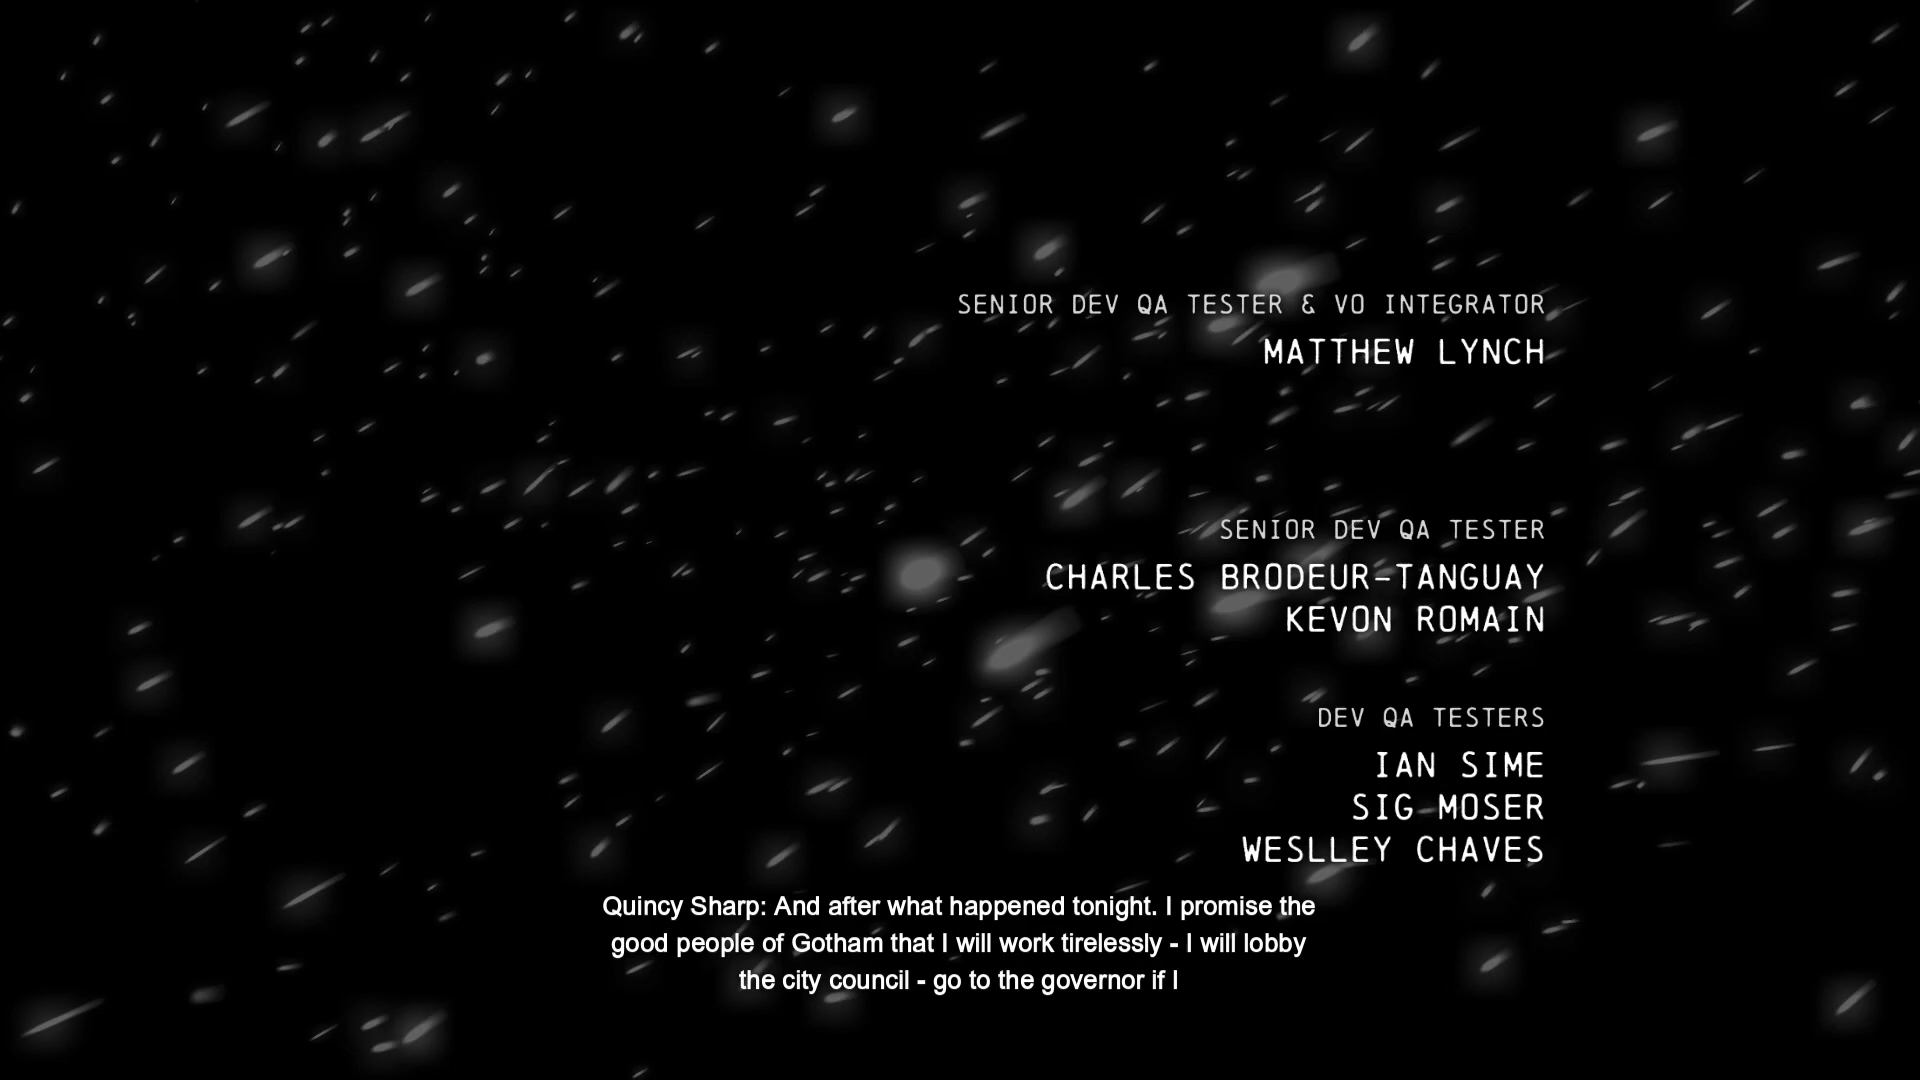 SENIOR DEV QA TESTER & VO INTEGRATOR
MATTHEW LYNCH
SENIOR DEV QA TESTER
CHARLES BRODEUR-TANGUAY
KEVON ROMAIN
DEV QA TESTERS
IAN SIME
SIG MOSER
WESLLEY CHAVES
Quincy Sharp: And after what happened tonight. I promise the
good people of Gotham that I will work tirelessly - I will lobby
the city council - go to the governor if I